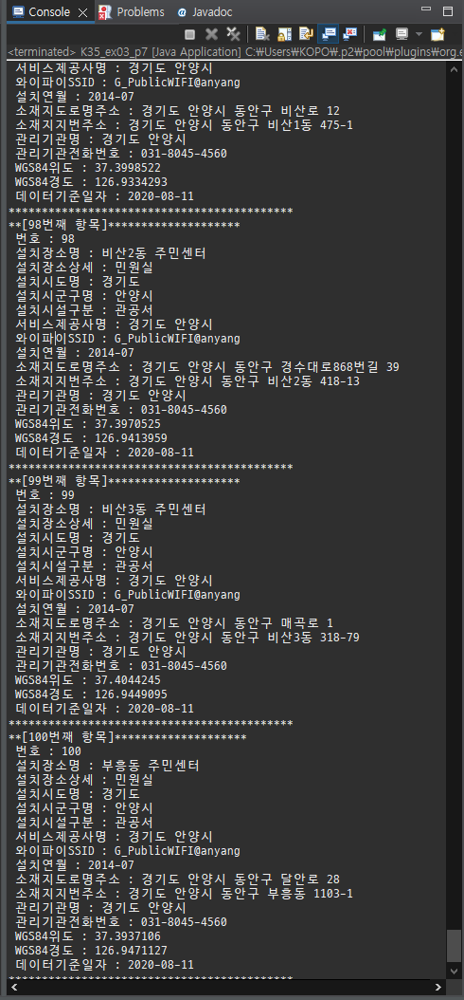 Console Problems Javadoc
<terminated> K35_ex03_p7 [Java Application] C:₩Users₩KOPO₩.p2₩pool₩plugins₩org.e
서비스제공사명 : 경기도 안양시
와이파이SSID : G_PublicWIFI@anyang
설치연월 : 2014-07
소재지도로명주소 : 경기도 안양시 동안구 비산로 12
소재지지번주소 : 경기도 안양시 동안구 비산1동 475-1
관리기관명 : 경기도 안양시
관리기관전화번호 : 031-8045-4560
WGS84위도 : 37.3998522
WGS84경도 : 126.9334293
데이터기준일자 : 2020-08-11
*******************************************
**[98번째 항목]********************
번호 : 98
설치장소명 : 비산2동 주민센터
설치장소상세 : 민원실
설치시도명 : 경기도
설치시군구명 : 안양시
설치시설구분 : 관공서
서비스제공사명 : 경기도 안양시
와이파이SSID : G_PublicWIFI@anyang
설치연월 : 2014-07
소재지도로명주소 : 경기도 안양시 동안구 경수대로868번길 39
소재지지번주소 : 경기도 안양시 동안구 비산2동 418-13
관리기관명 : 경기도 안양시
관리기관전화번호 : 031-8045-4560
WGS84위도 : 37.3970525
WGS84경도 : 126.9413959
데이터기준일자 : 2020-08-11
*******************************************
**[99번째 항목]********************
번호 : 99
설치장소명 : 비산3동 주민센터
설치장소상세 : 민원실
설치시도명 : 경기도
설치시군구명 : 안양시
설치시설구분 : 관공서
서비스제공사명 : 경기도 안양시
와이파이SSID : G_PublicWIFI@anyang
설치연월 : 2014-07
소재지도로명주소 : 경기도 안양시 동안구 매곡로 1
소재지지번주소 : 경기도 안양시 동안구 비산3동 318-79
관리기관명 : 경기도 안양시
관리기관전화번호 : 031-8045-4560
WGS84위도 : 37.4044245
WGS84경도 : 126.9449095
데이터기준일자 : 2020-08-11
*******************************************
**[100번째 항목]********************
번호 : 100
설치장소명 : 부흥동 주민센터
설치장소상세 : 민원실
설치시도명 : 경기도
설치시군구명 : 안양시
설치시설구분 : 관공서
서비스제공사명 : 경기도 안양시
와이파이SSID : G_PublicWIFI@anyang
설치연월 : 2014-07
소재지도로명주소 : 경기도 안양시 동안구 달안로 28
소재지지번주소 : 경기도 안양시 동안구 부흥동 1103-1
관리기관명 : 경기도 안양시
관리기관전화번호 : 031-8045-4560
WGS84위도 : 37.3937106
WGS84경도 : 126.9471127
데이터기준일자 : 2020-08-11
*******************************************